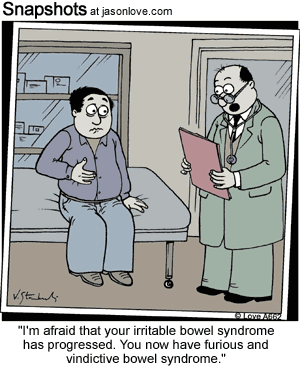 Snapshots at jasonlove.com
© Love A662
"I'm afraid that your irritable bowel syndrome
has progressed. You now have furious and
vindictive bowel syndrome."